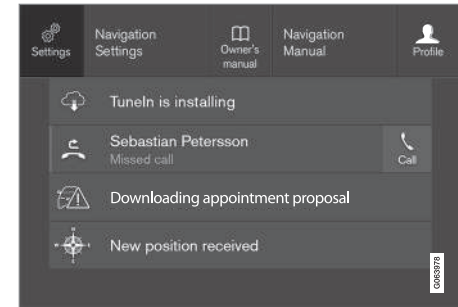 Settings
Navigation
Settings
Owner's
manual
Navigation
Manual
Profile
TuneIn is installing
Sebastian Petersson
Missed call
Call
Downloading appointment proposal
New position received
G063978